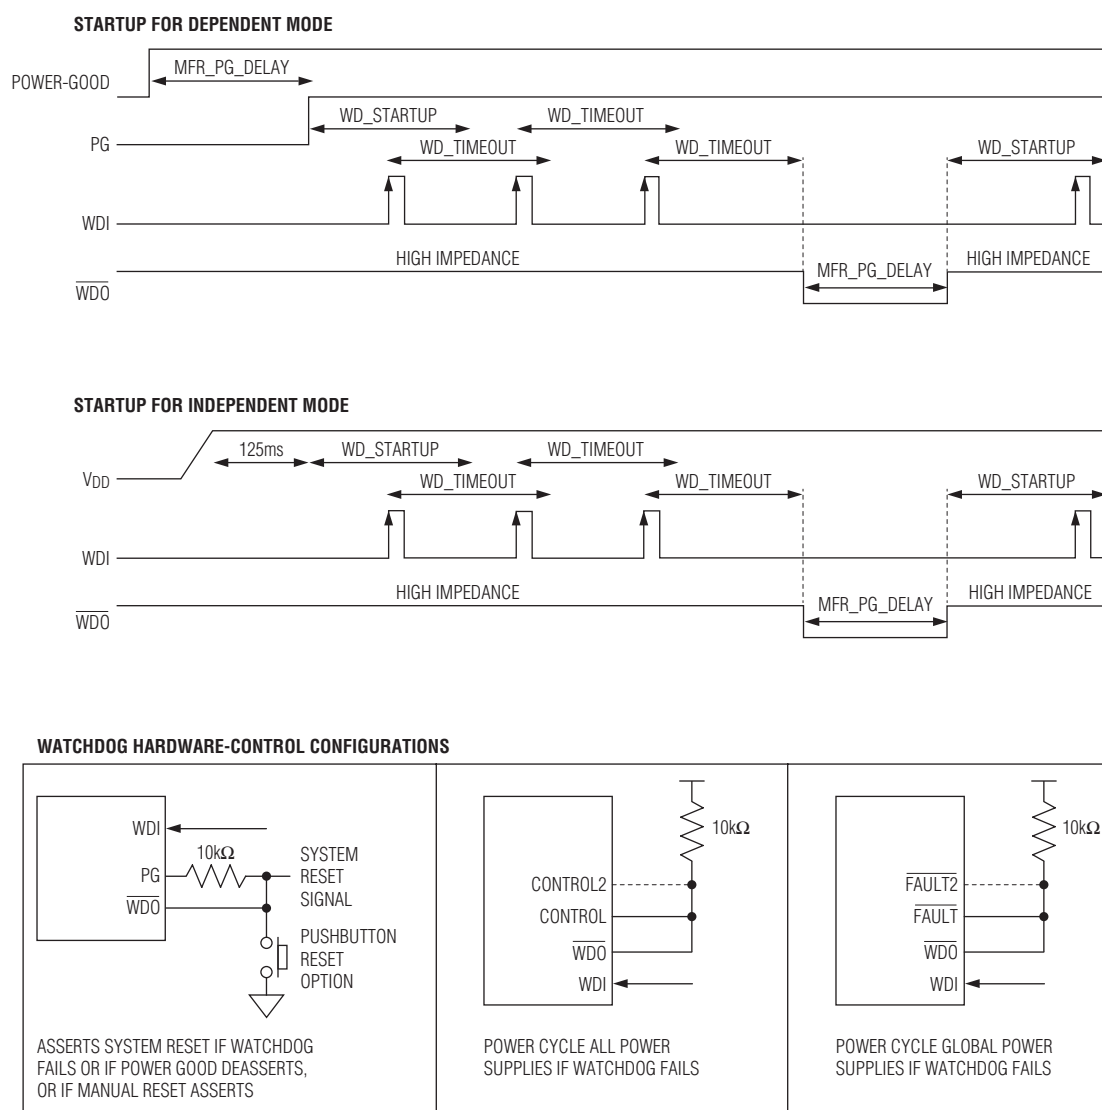 STARTUP FOR DEPENDENT MODE
POWER-GOOD
MFR_PG_DELAY
WD_STARTUP
WD_TIMEOUT
PG
WD_TIMEOUT
WD_TIMEOUT
WD_STARTUP
WDI
HIGH IMPEDANCE
MFR_PG_DELAY
HIGH IMPEDANCE
WDO
STARTUP FOR INDEPENDENT MODE
125ms
WD_STARTUP
WD_TIMEOUT
VDD
WD_TIMEOUT
WD_TIMEOUT
WD_STARTUP
WDI
HIGH IMPEDANCE
MFR_PG_DELAY
HIGH IMPEDANCE
WDO
WATCHDOG HARDWARE-CONTROL CONFIGURATIONS
WDI
10kΩ
PG
WDO
SYSTEM
RESET
SIGNAL
PUSHBUTTON
RESET
OPTION
ASSERTS SYSTEM RESET IF WATCHDOG
FAILS OR IF POWER GOOD DEASSERTS,
OR IF MANUAL RESET ASSERTS
10kΩ
CONTROL2
CONTROL
WDO
WDI
POWER CYCLE ALL POWER
SUPPLIES IF WATCHDOG FAILS
10kΩ
FAULT2
FAULT
WDO
WDI
POWER CYCLE GLOBAL POWER
SUPPLIES IF WATCHDOG FAILS